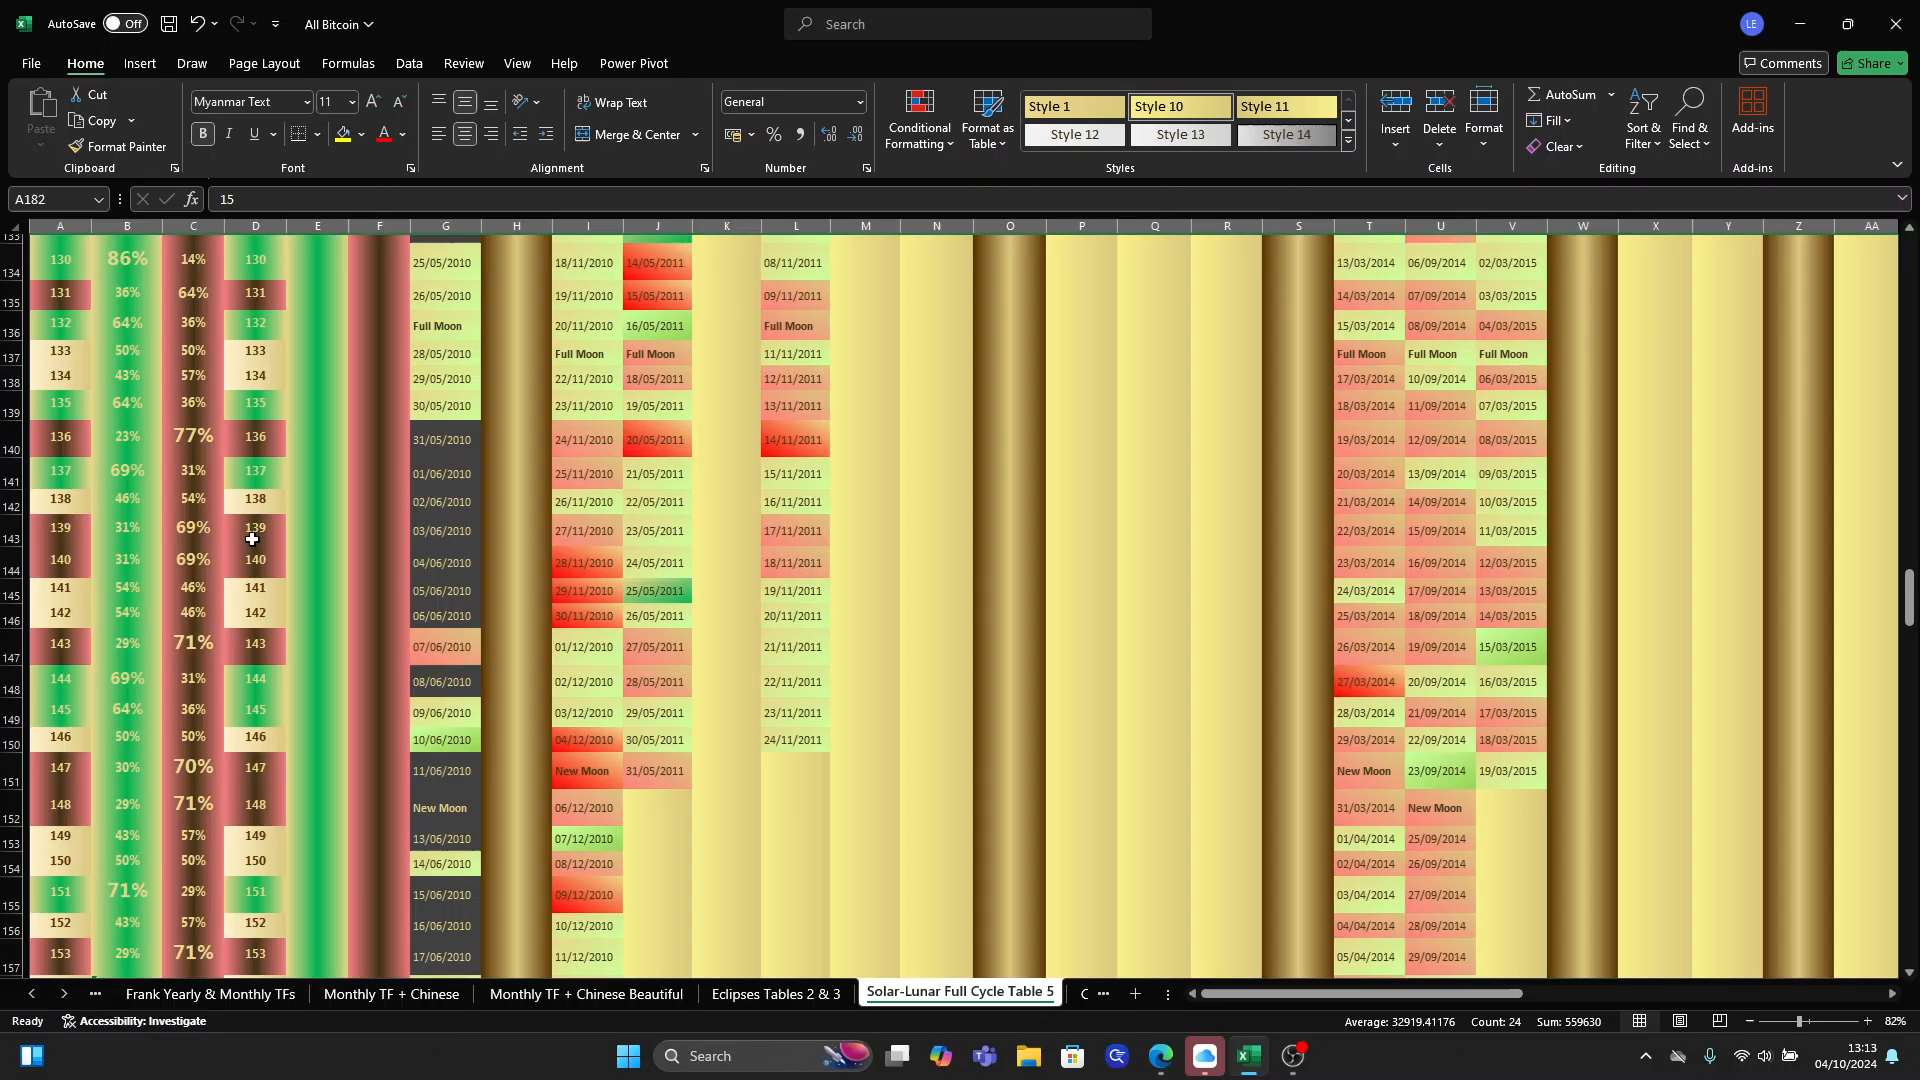 AutoSave Off All Bitcoin Search LE
File Home Insert Draw Page Layout Formulas Data Review View Help Power Pivot Comments Share
Paste Cut Copy Format Painter Clipboard
Myanmar Text 11 B I U A Font
Wrap Text Merge & Center Alignment
General % Number
Conditional Formatting Format as Table Style 1 Style 10 Style 11 Style 12 Style 13 Style 14 Styles
Insert Delete Format Cells
AutoSum Fill Clear Sort & Filter Find & Select Editing
Add-ins Add-ins
A182 fx 15
A B C D E F G H I J K L M N O P Q R S T U V W X Y Z AA
133
134 130 86% 14% 130 25/05/2010 18/11/2010 14/05/2011 08/11/2011 13/03/2014 06/09/2014 02/03/2015
135 131 36% 64% 131 26/05/2010 19/11/2010 15/05/2011 09/11/2011 14/03/2014 07/09/2014 03/03/2015
136 132 64% 36% 132 Full Moon 20/11/2010 16/05/2011 Full Moon 15/03/2014 08/09/2014 04/03/2015
137 133 50% 50% 133 28/05/2010 Full Moon Full Moon 11/11/2011 Full Moon Full Moon Full Moon
138 134 43% 57% 134 29/05/2010 22/11/2010 18/05/2011 12/11/2011 17/03/2014 10/09/2014 06/03/2015
139 135 64% 36% 135 30/05/2010 23/11/2010 19/05/2011 13/11/2011 18/03/2014 11/09/2014 07/03/2015
140 136 23% 77% 136 31/05/2010 24/11/2010 20/05/2011 14/11/2011 19/03/2014 12/09/2014 08/03/2015
141 137 69% 31% 137 01/06/2010 25/11/2010 21/05/2011 15/11/2011 20/03/2014 13/09/2014 09/03/2015
142 138 46% 54% 138 02/06/2010 26/11/2010 22/05/2011 16/11/2011 21/03/2014 14/09/2014 10/03/2015
143 139 31% 69% 139 03/06/2010 27/11/2010 23/05/2011 17/11/2011 22/03/2014 15/09/2014 11/03/2015
144 140 31% 69% 140 04/06/2010 28/11/2010 24/05/2011 18/11/2011 23/03/2014 16/09/2014 12/03/2015
145 141 54% 46% 141 05/06/2010 29/11/2010 25/05/2011 19/11/2011 24/03/2014 17/09/2014 13/03/2015
146 142 54% 46% 142 06/06/2010 30/11/2010 26/05/2011 20/11/2011 25/03/2014 18/09/2014 14/03/2015
147 143 29% 71% 143 07/06/2010 01/12/2010 27/05/2011 21/11/2011 26/03/2014 19/09/2014 15/03/2015
148 144 69% 31% 144 08/06/2010 02/12/2010 28/05/2011 22/11/2011 27/03/2014 20/09/2014 16/03/2015
149 145 64% 36% 145 09/06/2010 03/12/2010 29/05/2011 23/11/2011 28/03/2014 21/09/2014 17/03/2015
150 146 50% 50% 146 10/06/2010 04/12/2010 30/05/2011 24/11/2011 29/03/2014 22/09/2014 18/03/2015
151 147 30% 70% 147 11/06/2010 New Moon 31/05/2011 New Moon 23/09/2014 19/03/2015
152 148 29% 71% 148 New Moon 06/12/2010 31/03/2014 New Moon
153 149 43% 57% 149 13/06/2010 07/12/2010 01/04/2014 25/09/2014
154 150 50% 50% 150 14/06/2010 08/12/2010 02/04/2014 26/09/2014
155 151 71% 29% 151 15/06/2010 09/12/2010 03/04/2014 27/09/2014
156 152 43% 57% 152 16/06/2010 10/12/2010 04/04/2014 28/09/2014
157 153 29% 71% 153 17/06/2010 11/12/2010 05/04/2014 29/09/2014
Frank Yearly & Monthly TFs Monthly TF + Chinese Monthly TF + Chinese Beautiful Eclipses Tables 2 & 3 Solar-Lunar Full Cycle Table 5
Ready Accessibility: Investigate Average: 32919.41176 Count: 24 Sum: 559630 82%
Search 13:13
04/10/2024